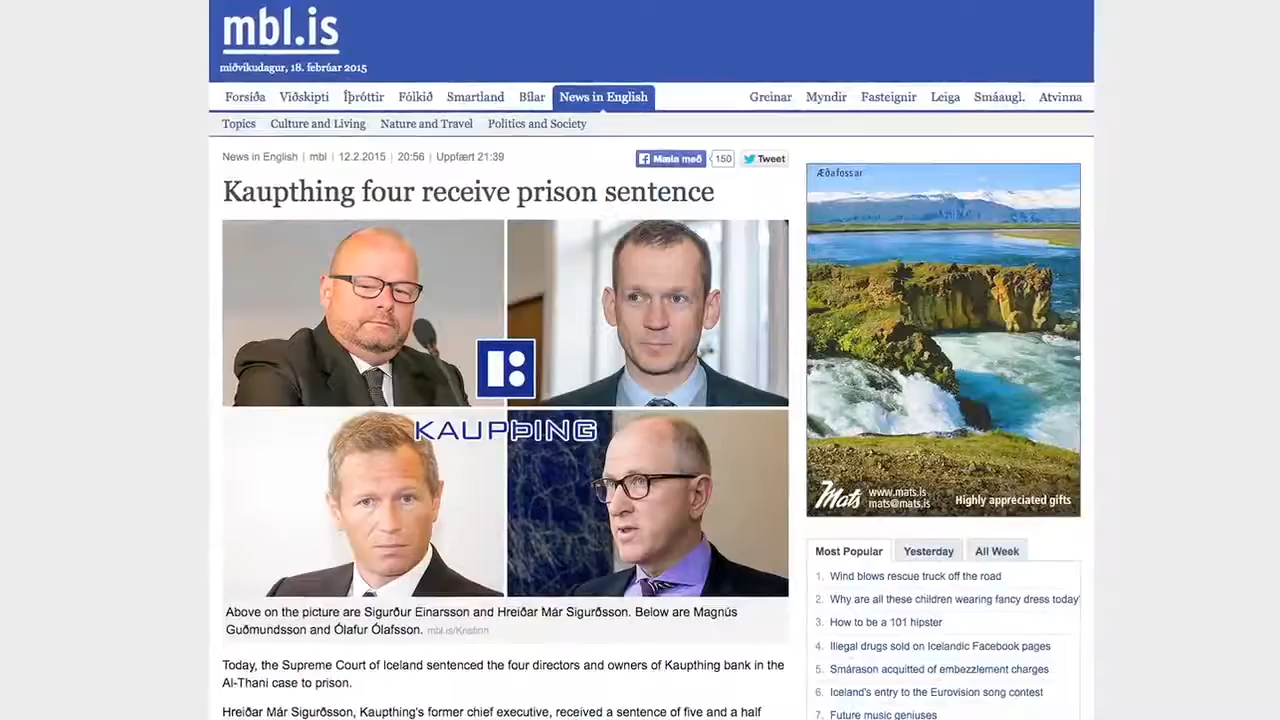 mbl.is
miðvikudagur, 18. febrúar 2015
Forsíða Viðskipti Íþróttir Fólkið Smartland Bílar News in English Greinar Myndir Fasteignir Leiga Smáaugl. Atvinna
Topics Culture and Living Nature and Travel Politics and Society
News in English | mbl | 12.2.2015 | 20:56 | Uppfært 21:39
Mæla með 150 Tweet
Kaupthing four receive prison sentence
KAUPÞING
Above on the picture are Sigurður Einarsson and Hreiðar Már Sigurðsson. Below are Magnús
Guðmundsson and Ólafur Ólafsson. mbl.is/Kristinn
Today, the Supreme Court of Iceland sentenced the four directors and owners of Kaupthing bank in the
Al-Thani case to prison.
Hreiðar Már Sigurðsson, Kaupthing's former chief executive, received a sentence of five and a half
Æðafossar
Mats
www.mats.is
mats@mats.is
Highly appreciated gifts
Most Popular Yesterday All Week
1. Wind blows rescue truck off the road
2. Why are all these children wearing fancy dress today'
3. How to be a 101 hipster
4. Illegal drugs sold on Icelandic Facebook pages
5. Smárason acquitted of embezzlement charges
6. Iceland's entry to the Eurovision song contest
7. Future music geniuses